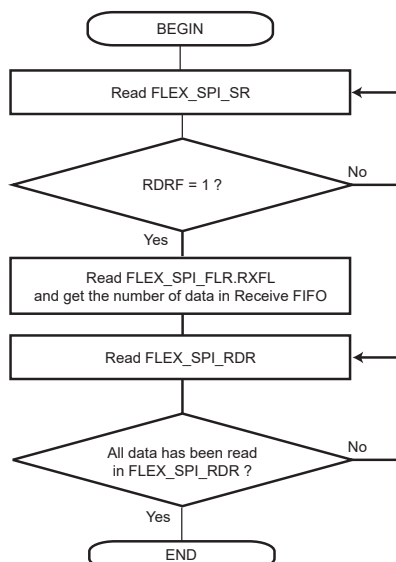 BEGIN
Read FLEX_SPI_SR
RDRF = 1 ?
No
Yes
Read FLEX_SPI_FLR.RXFL
and get the number of data in Receive FIFO
Read FLEX_SPI_RDR
All data has been read
in FLEX_SPI_RDR ?
No
Yes
END